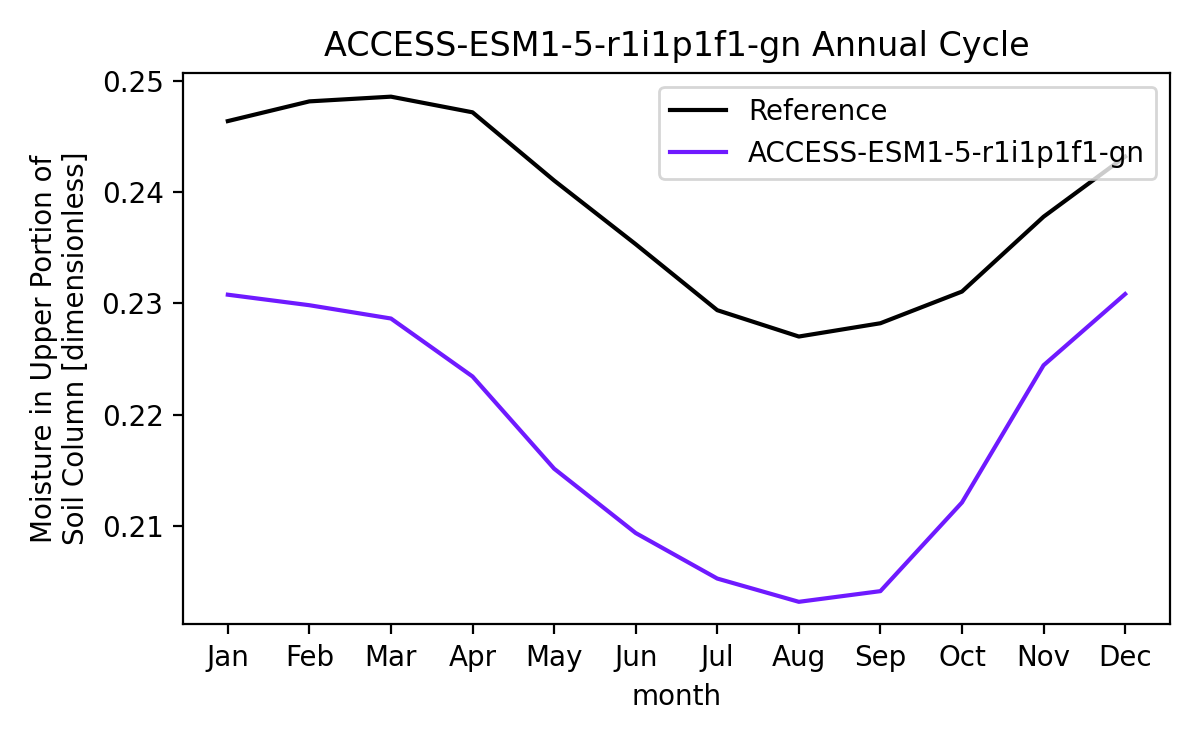 ACCESS-ESM1-5-r1i1p1f1-gn Annual Cycle
Reference
ACCESS-ESM1-5-r1i1p1f1-gn
Moisture in Upper Portion of
Soil Column [dimensionless]
0.25
0.24
0.23
0.22
0.21
Jan Feb Mar Apr May Jun Jul Aug Sep Oct Nov Dec
month